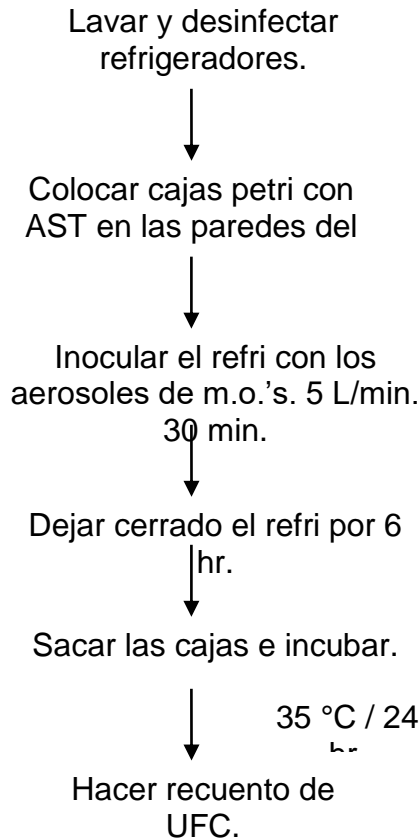 Lavar y desinfectar
refrigeradores.
Colocar cajas petri con
AST en las paredes del
Inocular el refri con los
aerosoles de m.o.'s. 5 L/min.
30 min.
Dejar cerrado el refri por 6
hr.
Sacar las cajas e incubar.
35 °C / 24
hr
Hacer recuento de
UFC.